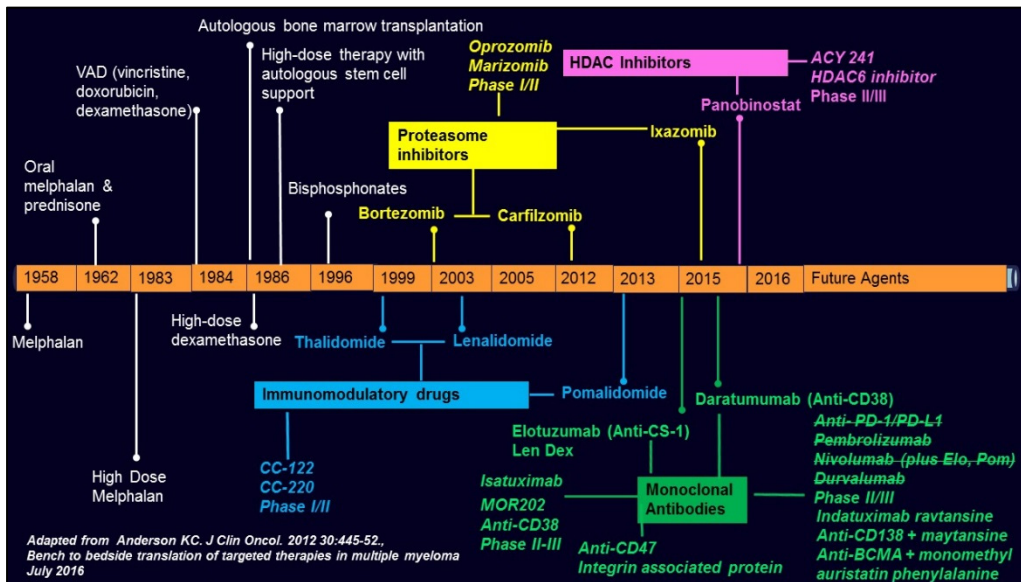 Autologous bone marrow transplantation
High-dose therapy with
autologous stem cell
support
VAD (vincristine,
doxorubicin,
dexamethasone)
Oral
melphalan &
prednisone
Bisphosphonates
Oprozomib
Marizomib
Phase I/II
Proteasome
inhibitors
Ixazomib
Bortezomib
Carfilzomib
HDAC Inhibitors
ACY 241
HDAC6 inhibitor
Phase II/III
Panobinostat
1958 1962 1983 1984 1986 1996 1999 2003 2005 2012 2013 2015 2016 Future Agents
Melphalan
High Dose
Melphalan
High-dose
dexamethasone
Thalidomide
Lenalidomide
Immunomodulatory drugs
Pomalidomide
CC-122
CC-220
Phase I/II
Daratumumab (Anti-CD38)
Elotuzumab (Anti-CS-1)
Len Dex
Isatuximab
MOR202
Anti-CD38
Phase II-III
Monoclonal
Antibodies
Anti-CD47
Integrin associated protein
Anti- PD-1/PD-L1
Pembrolizumab
Nivolumab (plus Elo, Pom)
Durvalumab
Phase II/III
Indatuximab ravtansine
Anti-CD138 + maytansine
Anti-BCMA + monomethyl
auristatin phenylalanine
Adapted from Anderson KC. J Clin Oncol. 2012 30:445-52.,
Bench to bedside translation of targeted therapies in multiple myeloma
July 2016